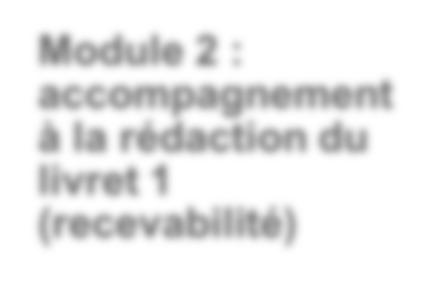 Module 2 :
accompagnement
à la rédaction du
livret 1
(recevabilité)